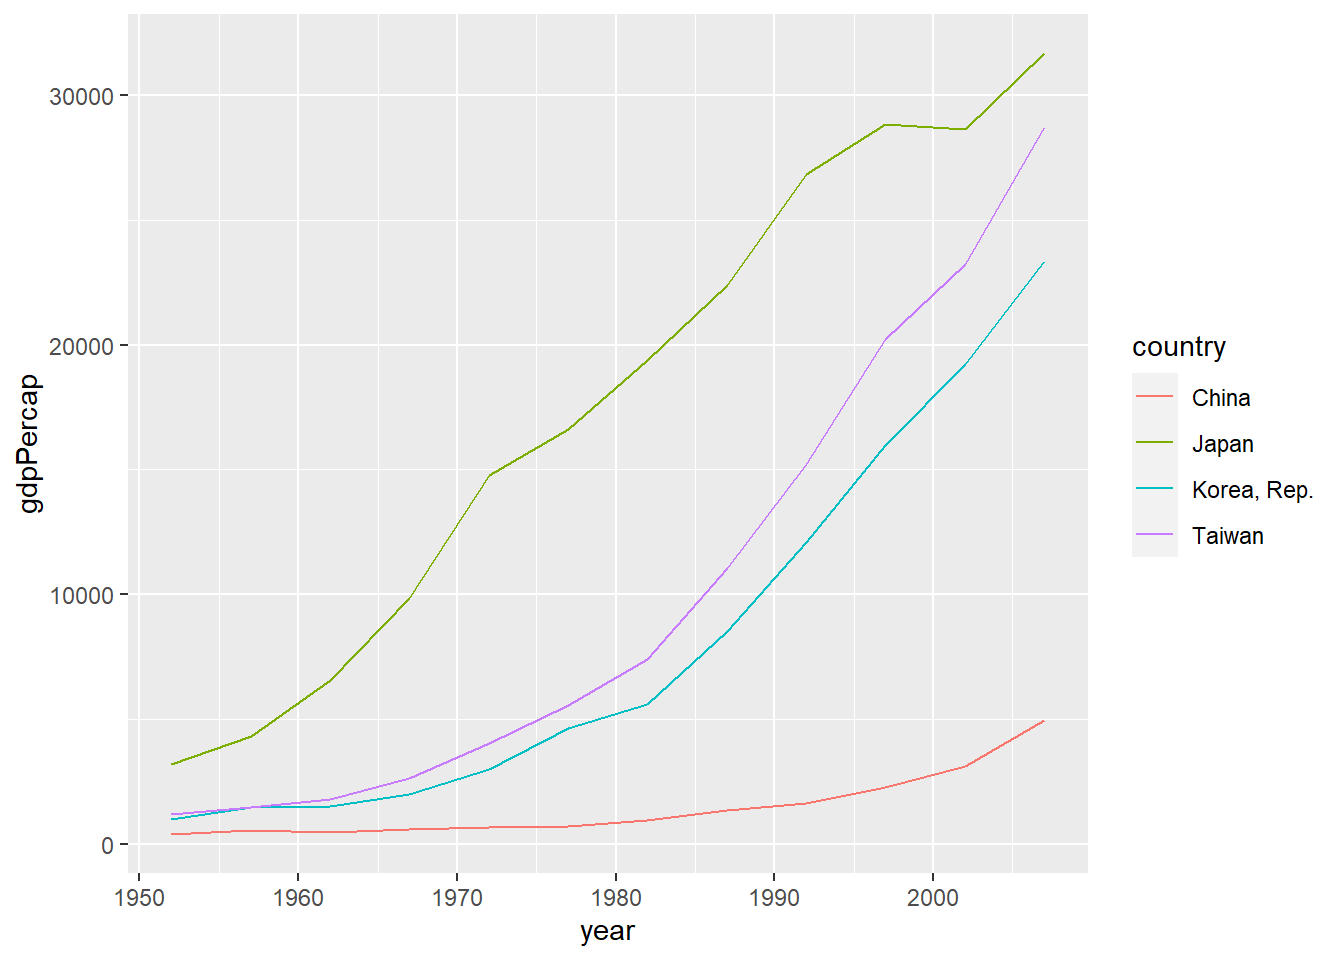 30000
20000
10000
0
gdpPercap
1950 1960 1970 1980 1990 2000
year
country
China
Japan
Korea, Rep.
Taiwan